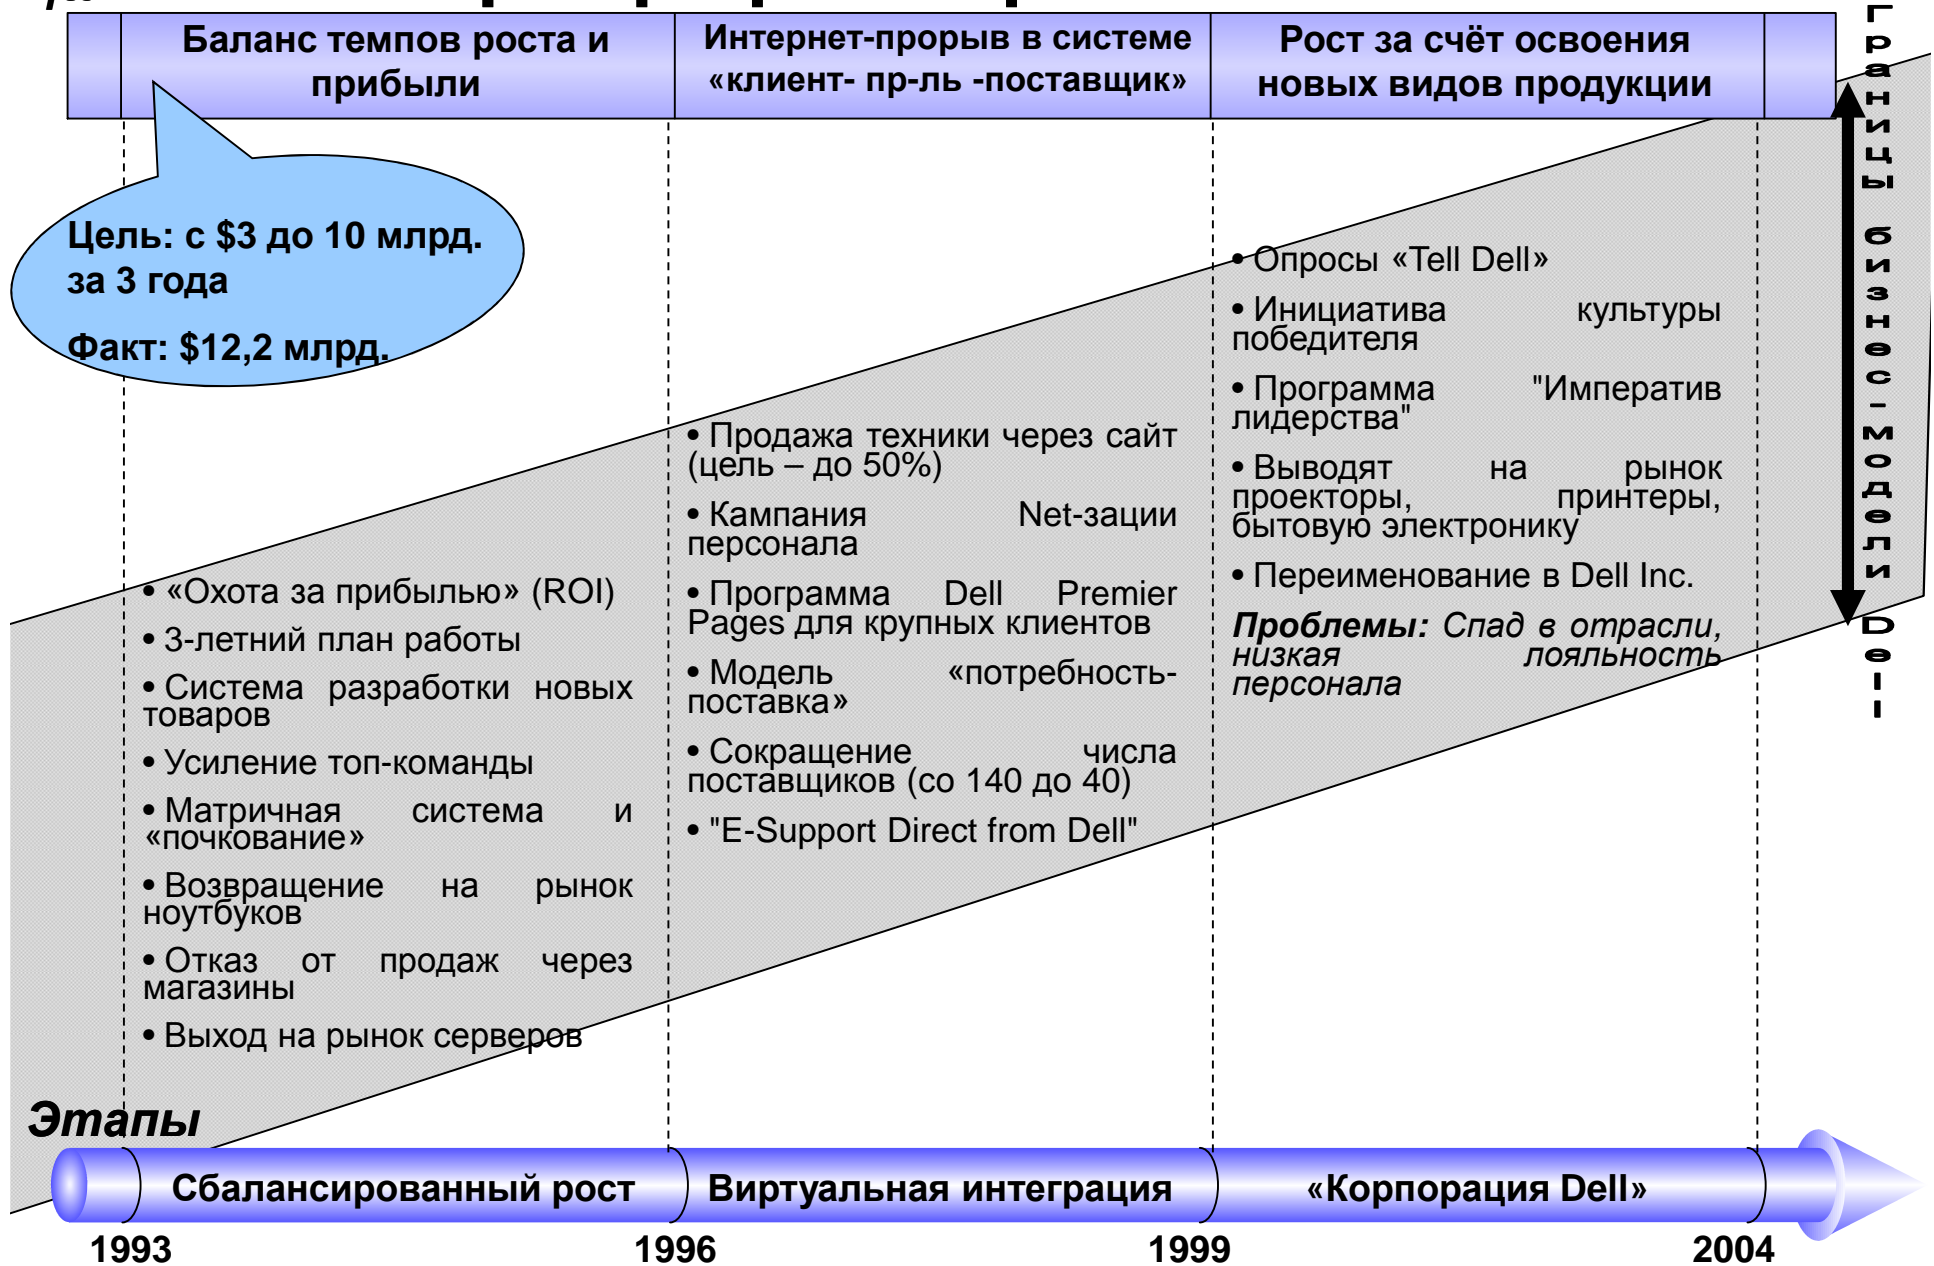 Баланс темпов роста и
прибыли
Интернет-прорыв в системе
«клиент- пр-ль -поставщик»
Рост за счёт освоения
новых видов продукции
Цель: с $3 до 10 млрд.
за 3 года
Факт: $12,2 млрд.
• «Охота за прибылью» (ROI)
• 3-летний план работы
• Система разработки новых
товаров
• Усиление топ-команды
• Матричная система и
«почкование»
• Возвращение на рынок
ноутбуков
• Отказ от продаж через
магазины
• Выход на рынок серверов
• Продажа техники через сайт
(цель – до 50%)
• Кампания Net-зации
персонала
• Программа Dell Premier
Pages для крупных клиентов
• Модель «потребность-
поставка»
• Сокращение числа
поставщиков (со 140 до 40)
• "E-Support Direct from Dell"
• Опросы «Tell Dell»
• Инициатива культуры
победителя
• Программа "Императив
лидерства"
• Выводят на рынок
проекторы, принтеры,
бытовую электронику
• Переименование в Dell Inc.
Проблемы: Спад в отрасли,
низкая лояльность
персонала
Границы бизнес-модели Dell
Этапы
Сбалансированный рост
Виртуальная интеграция
«Корпорация Dell»
1993
1996
1999
2004